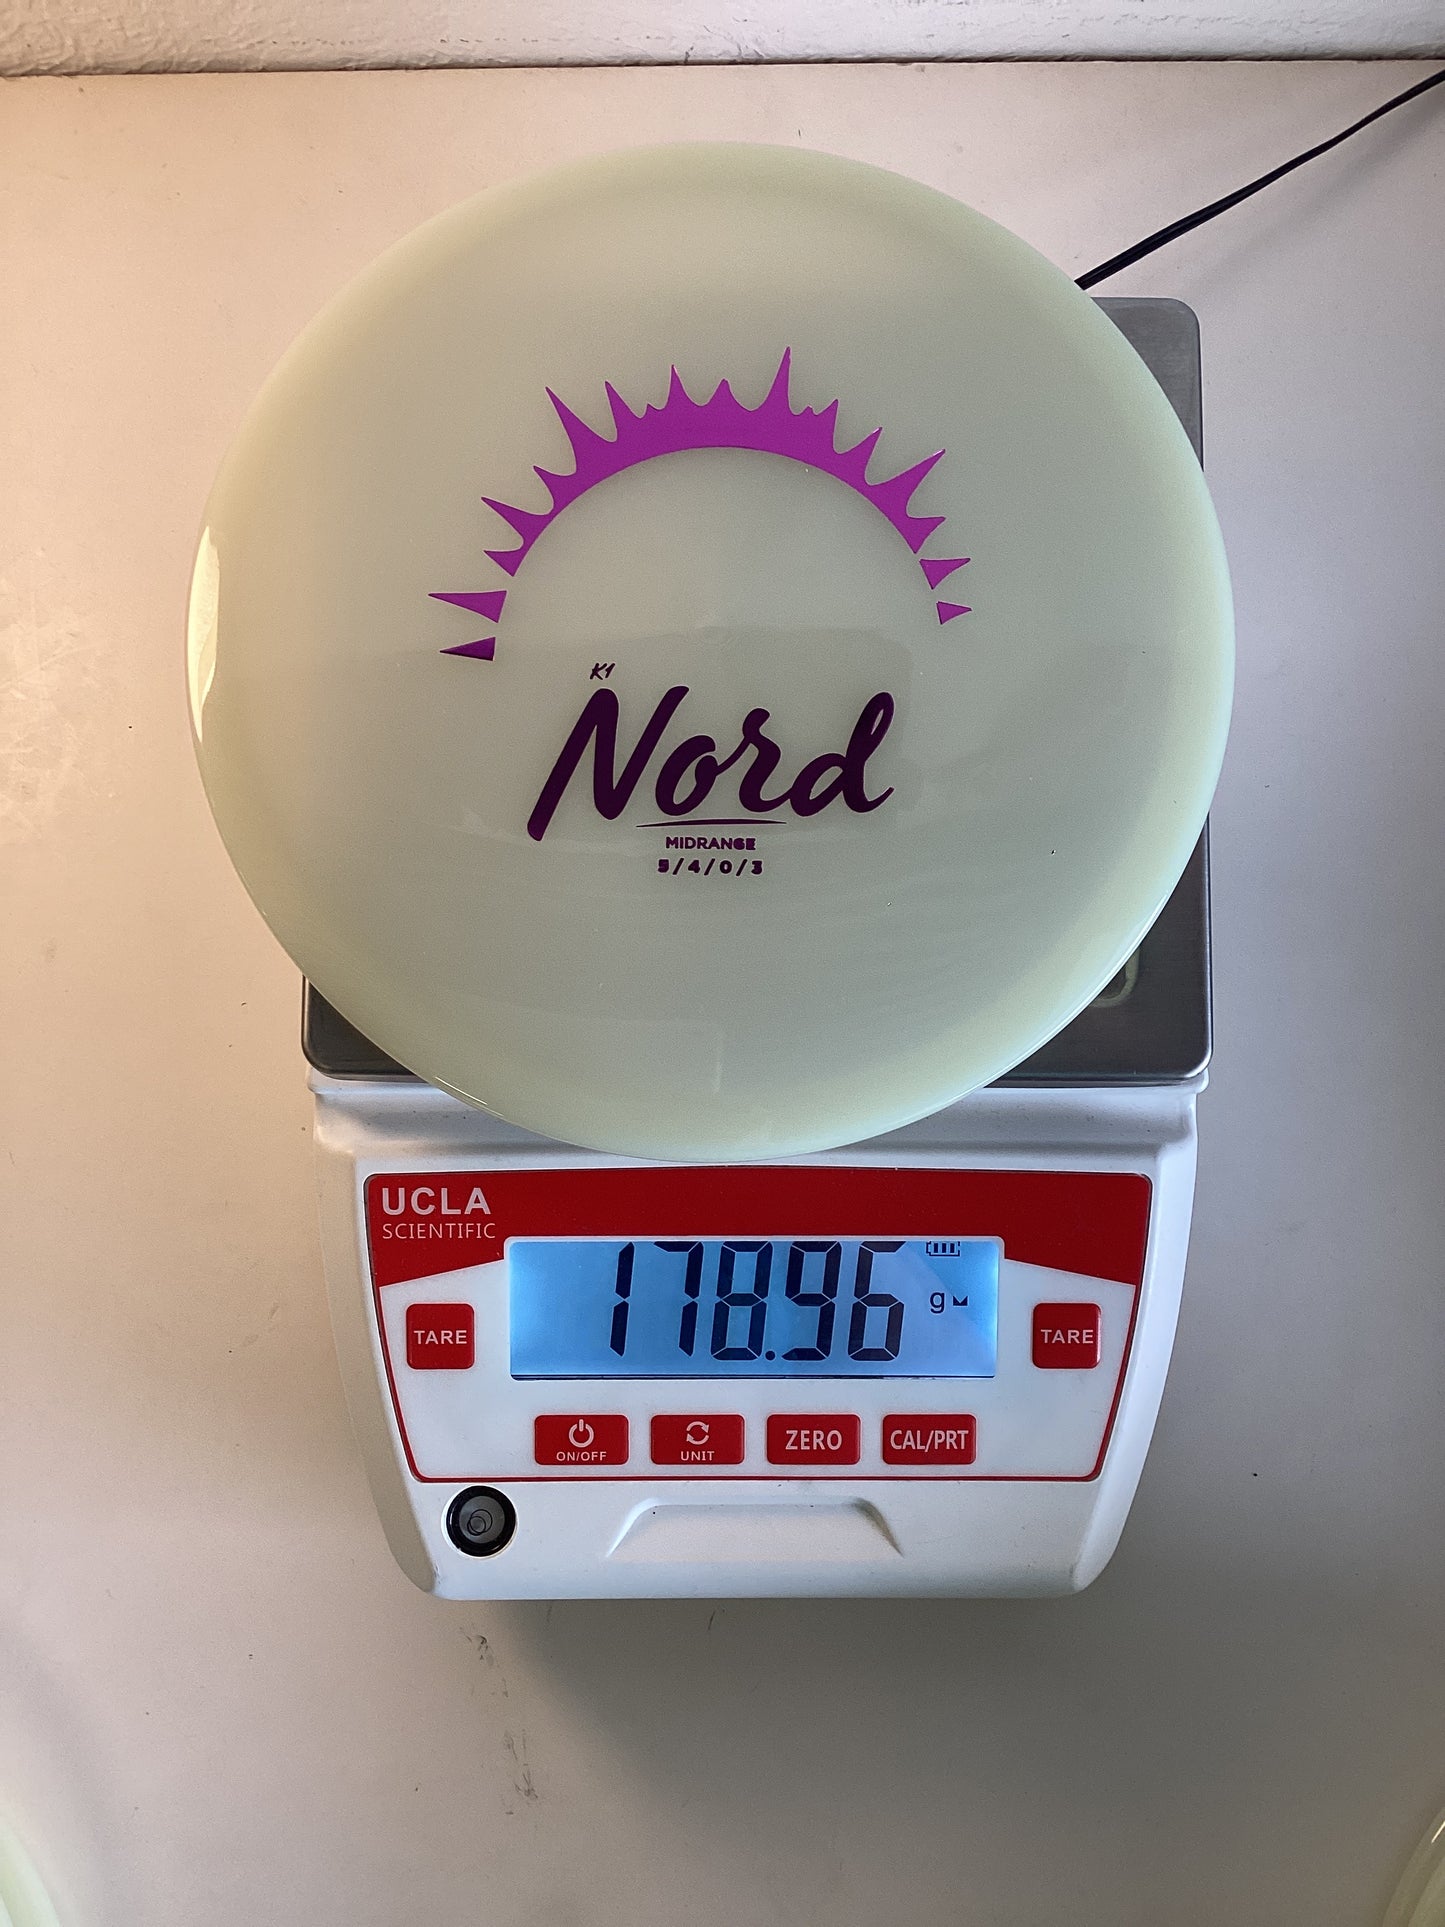 K1
Nord
MIDRANGE
5/4/0/3
UCLA
SCIENTIFIC
178.96 g
TARE
TARE
ON/OFF
UNIT
ZERO
CAL/PRT